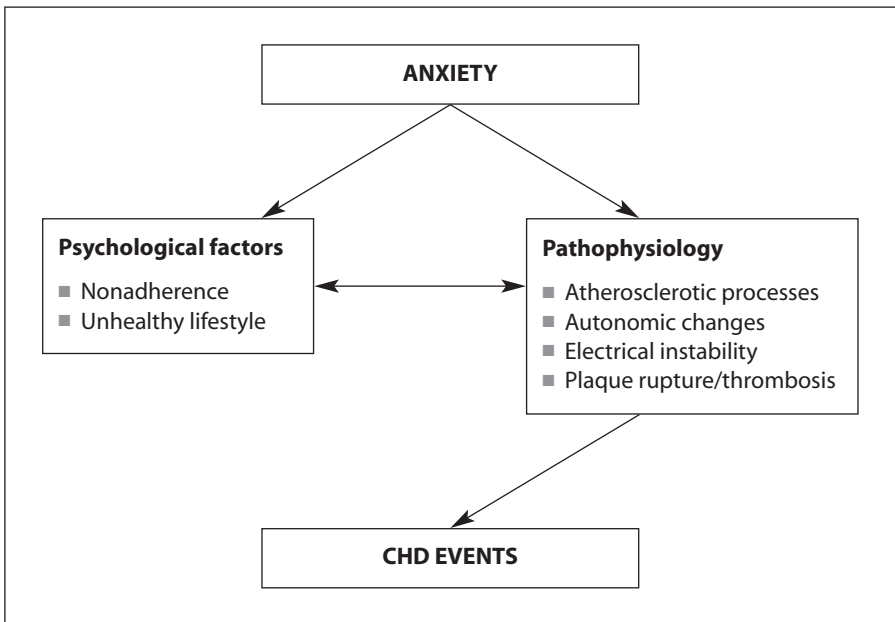 ANXIETY
Psychological factors
■ Nonadherence
■ Unhealthy lifestyle
Pathophysiology
■ Atherosclerotic processes
■ Autonomic changes
■ Electrical instability
■ Plaque rupture/thrombosis
CHD EVENTS